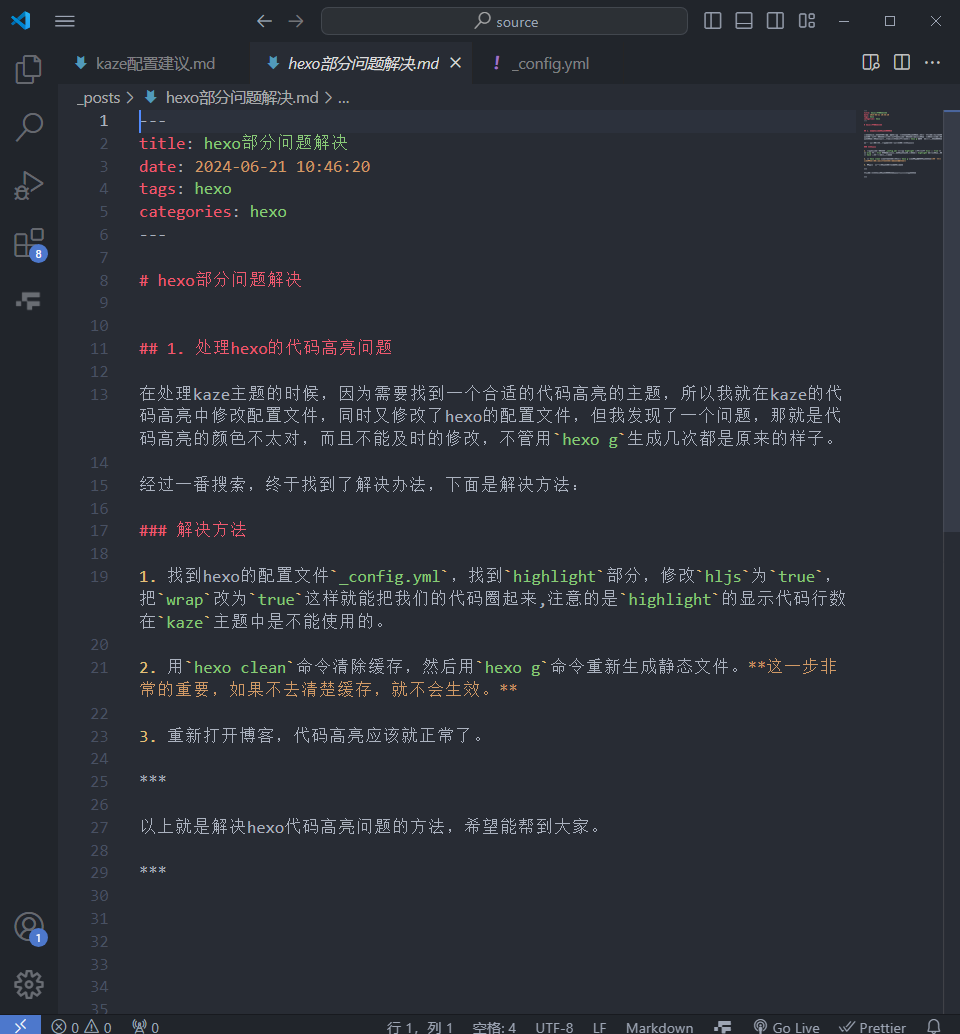 source
kaze配置建议.md
hexo部分问题解决.md
! _config.yml
_posts > hexo部分问题解决.md > ...
1 ---
2 title: hexo部分问题解决
3 date: 2024-06-21 10:46:20
4 tags: hexo
5 categories: hexo
6 ---
7
8 # hexo部分问题解决
9
10
11 ## 1. 处理hexo的代码高亮问题
12
13 在处理kaze主题的时候，因为需要找到一个合适的代码高亮的主题，所以我就在kaze的代
码高亮中修改配置文件，同时又修改了hexo的配置文件，但我发现了一个问题，那就是代
码高亮的颜色不太对，而且不能及时的修改，不管用`hexo g`生成几次都是原来的样子。
14
15 经过一番搜索，终于找到了解决办法，下面是解决方法：
16
17 ### 解决方法
18
19 1. 找到hexo的配置文件`_config.yml`，找到`highlight`部分，修改`hljs`为`true`，
把`wrap`改为`true`这样就能把我们的代码圈起来,注意的是`highlight`的显示代码行数
在`kaze`主题中是不能使用的。
20
21 2. 用`hexo clean`命令清除缓存，然后用`hexo g`命令重新生成静态文件。**这一步非
常的重要，如果不去清楚缓存，就不会生效。**
22
23 3. 重新打开博客，代码高亮应该就正常了。
24
25 ***
26
27 以上就是解决hexo代码高亮问题的方法，希望能帮到大家。
28
29 ***
30
31
32
33
34
35
8
1
0 0 0 行 1，列 1 空格: 4 UTF-8 LF Markdown Go Live Prettier